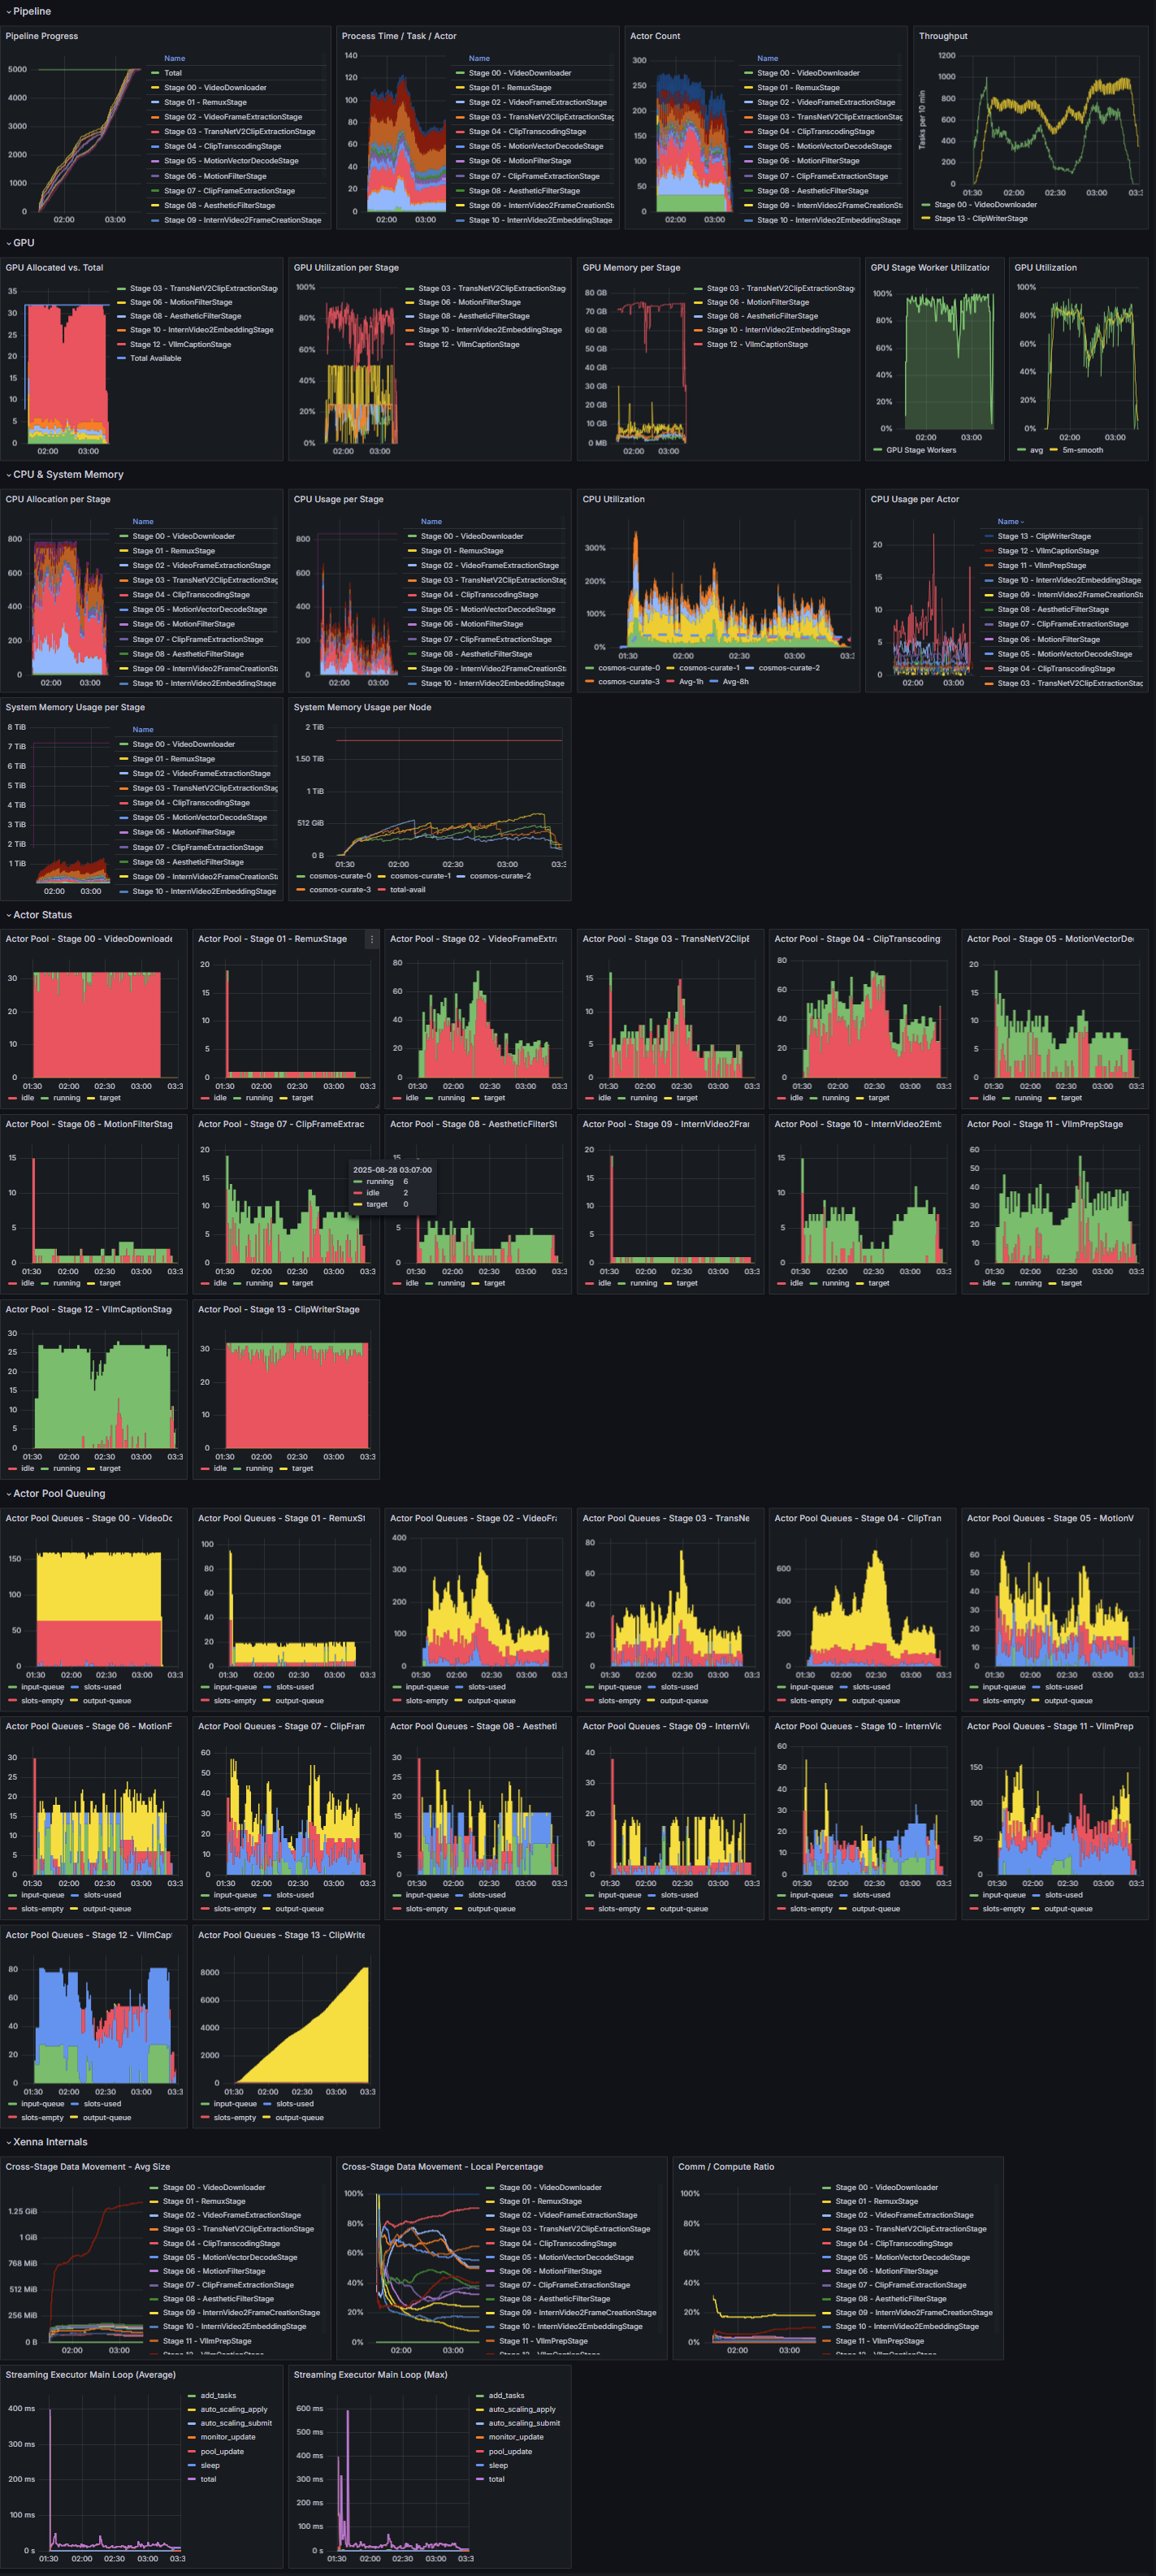 Pipeline
Pipeline Progress
5000
4000
3000
2000
1000
0
02:00 03:00
Name
Total
Stage 00 - VideoDownloader
Stage 01 - RemuxStage
Stage 02 - VideoFrameExtractionStage
Stage 03 - TransNetV2ClipExtractionStage
Stage 04 - ClipTranscodingStage
Stage 05 - MotionVectorDecodeStage
Stage 06 - MotionFilterStage
Stage 07 - ClipFrameExtractionStage
Stage 08 - AestheticFilterStage
Stage 09 - InternVideo2FrameCreationStage
Process Time / Task / Actor
140
120
100
80
60
40
20
0
02:00 03:00
Name
Stage 00 - VideoDownloader
Stage 01 - RemuxStage
Stage 02 - VideoFrameExtractionStage
Stage 03 - TransNetV2ClipExtractionStag
Stage 04 - ClipTranscodingStage
Stage 05 - MotionVectorDecodeStage
Stage 06 - MotionFilterStage
Stage 07 - ClipFrameExtractionStage
Stage 08 - AestheticFilterStage
Stage 09 - InternVideo2FrameCreationSta
Stage 10 - InternVideo2EmbeddingStage
Actor Count
300
250
200
150
100
50
0
02:00 03:00
Name
Stage 00 - VideoDownloader
Stage 01 - RemuxStage
Stage 02 - VideoFrameExtractionStage
Stage 03 - TransNetV2ClipExtractionStag
Stage 04 - ClipTranscodingStage
Stage 05 - MotionVectorDecodeStage
Stage 06 - MotionFilterStage
Stage 07 - ClipFrameExtractionStage
Stage 08 - AestheticFilterStage
Stage 09 - InternVideo2FrameCreationSta
Stage 10 - InternVideo2EmbeddingStage
Throughput
Tasks per 10 min
1200
1000
800
600
400
200
0
01:30 02:00 02:30 03:00 03:3
Stage 00 - VideoDownloader
Stage 13 - ClipWriterStage
GPU
GPU Allocated vs. Total
35
30
25
20
15
10
5
0
02:00 03:00
Stage 03 - TransNetV2ClipExtractionStag
Stage 06 - MotionFilterStage
Stage 08 - AestheticFilterStage
Stage 10 - InternVideo2EmbeddingStage
Stage 12 - VllmCaptionStage
Total Available
GPU Utilization per Stage
100%
80%
60%
40%
20%
0%
02:00 03:00
Stage 03 - TransNetV2ClipExtractionStag
Stage 06 - MotionFilterStage
Stage 08 - AestheticFilterStage
Stage 10 - InternVideo2EmbeddingStage
Stage 12 - VllmCaptionStage
GPU Memory per Stage
80 GB
70 GB
60 GB
50 GB
40 GB
30 GB
20 GB
10 GB
0 MB
02:00 03:00
Stage 03 - TransNetV2ClipExtractionStag
Stage 06 - MotionFilterStage
Stage 08 - AestheticFilterStage
Stage 10 - InternVideo2EmbeddingStage
Stage 12 - VllmCaptionStage
GPU Stage Worker Utilization
100%
80%
60%
40%
20%
0%
02:00 03:00
GPU Stage Workers
GPU Utilization
100%
80%
60%
40%
20%
0%
02:00 03:00
avg 5m-smooth
CPU & System Memory
CPU Allocation per Stage
800
600
400
200
0
02:00 03:00
Name
Stage 00 - VideoDownloader
Stage 01 - RemuxStage
Stage 02 - VideoFrameExtractionStage
Stage 03 - TransNetV2ClipExtractionStag
Stage 04 - ClipTranscodingStage
Stage 05 - MotionVectorDecodeStage
Stage 06 - MotionFilterStage
Stage 07 - ClipFrameExtractionStage
Stage 08 - AestheticFilterStage
Stage 09 - InternVideo2FrameCreationSta
Stage 10 - InternVideo2EmbeddingStage
CPU Usage per Stage
800
600
400
200
0
02:00 03:00
Name
Stage 00 - VideoDownloader
Stage 01 - RemuxStage
Stage 02 - VideoFrameExtractionStage
Stage 03 - TransNetV2ClipExtractionStag
Stage 04 - ClipTranscodingStage
Stage 05 - MotionVectorDecodeStage
Stage 06 - MotionFilterStage
Stage 07 - ClipFrameExtractionStage
Stage 08 - AestheticFilterStage
Stage 09 - InternVideo2FrameCreationSta
Stage 10 - InternVideo2EmbeddingStage
CPU Utilization
300%
200%
100%
0%
01:30 02:00 02:30 03:00 03:3
cosmos-curate-0 cosmos-curate-1 cosmos-curate-2
cosmos-curate-3 Avg-1h Avg-8h
CPU Usage per Actor
20
15
10
5
0
02:00 03:00
Name
Stage 13 - ClipWriterStage
Stage 12 - VllmCaptionStage
Stage 11 - VllmPrepStage
Stage 10 - InternVideo2EmbeddingStage
Stage 09 - InternVideo2FrameCreationSta
Stage 08 - AestheticFilterStage
Stage 07 - ClipFrameExtractionStage
Stage 06 - MotionFilterStage
Stage 05 - MotionVectorDecodeStage
Stage 04 - ClipTranscodingStage
Stage 03 - TransNetV2ClipExtractionStag
System Memory Usage per Stage
8 TiB
7 TiB
6 TiB
5 TiB
4 TiB
3 TiB
2 TiB
1 TiB
02:00 03:00
Name
Stage 00 - VideoDownloader
Stage 01 - RemuxStage
Stage 02 - VideoFrameExtractionStage
Stage 03 - TransNetV2ClipExtractionStag
Stage 04 - ClipTranscodingStage
Stage 05 - MotionVectorDecodeStage
Stage 06 - MotionFilterStage
Stage 07 - ClipFrameExtractionStage
Stage 08 - AestheticFilterStage
Stage 09 - InternVideo2FrameCreationSta
Stage 10 - InternVideo2EmbeddingStage
System Memory Usage per Node
2 TiB
1.50 TiB
1 TiB
512 GiB
0 B
01:30 02:00 02:30 03:00 03:3
cosmos-curate-0 cosmos-curate-1 cosmos-curate-2
cosmos-curate-3 total-avail
Actor Status
Actor Pool - Stage 00 - VideoDownloade
30
20
10
0
01:30 02:00 02:30 03:00 03:3
idle running target
Actor Pool - Stage 01 - RemuxStage
20
15
10
5
0
01:30 02:00 02:30 03:00 03:3
idle running target
Actor Pool - Stage 02 - VideoFrameExtra
80
60
40
20
0
01:30 02:00 02:30 03:00 03:3
idle running target
Actor Pool - Stage 03 - TransNetV2ClipE
15
10
5
0
01:30 02:00 02:30 03:00 03:3
idle running target
Actor Pool - Stage 04 - ClipTranscoding
80
60
40
20
0
01:30 02:00 02:30 03:00 03:3
idle running target
Actor Pool - Stage 05 - MotionVectorDe
20
15
10
5
0
01:30 02:00 02:30 03:00 03:3
idle running target
Actor Pool - Stage 06 - MotionFilterStag
15
10
5
0
01:30 02:00 02:30 03:00 03:3
idle running target
Actor Pool - Stage 07 - ClipFrameExtrac
20
15
10
5
0
01:30 02:00 02:30 03:00 03:3
idle running target
2025-08-28 03:07:00
running 6
idle 2
target 0
Actor Pool - Stage 08 - AestheticFilterSt
15
5
0
01:30 02:00 02:30 03:00 03:3
idle running target
Actor Pool - Stage 09 - InternVideo2Frar
20
15
10
5
0
01:30 02:00 02:30 03:00 03:3
idle running target
Actor Pool - Stage 10 - InternVideo2Emb
15
10
5
0
01:30 02:00 02:30 03:00 03:3
idle running target
Actor Pool - Stage 11 - VllmPrepStage
60
50
40
30
20
10
0
01:30 02:00 02:30 03:00 03:3
idle running target
Actor Pool - Stage 12 - VllmCaptionStag
30
25
20
15
10
5
0
01:30 02:00 02:30 03:00 03:3
idle running target
Actor Pool - Stage 13 - ClipWriterStage
30
20
10
0
01:30 02:00 02:30 03:00 03:3
idle running target
Actor Pool Queuing
Actor Pool Queues - Stage 00 - VideoDo
150
100
50
0
01:30 02:00 02:30 03:00 03:3
input-queue slots-used
slots-empty output-queue
Actor Pool Queues - Stage 01 - RemuxSt
100
80
60
40
20
0
01:30 02:00 02:30 03:00 03:3
input-queue slots-used
slots-empty output-queue
Actor Pool Queues - Stage 02 - VideoFra
400
300
200
100
0
01:30 02:00 02:30 03:00 03:3
input-queue slots-used
slots-empty output-queue
Actor Pool Queues - Stage 03 - TransNe
80
60
40
20
0
01:30 02:00 02:30 03:00 03:3
input-queue slots-used
slots-empty output-queue
Actor Pool Queues - Stage 04 - ClipTran
600
400
200
0
01:30 02:00 02:30 03:00 03:3
input-queue slots-used
slots-empty output-queue
Actor Pool Queues - Stage 05 - MotionV
60
50
40
30
20
10
0
01:30 02:00 02:30 03:00 03:3
input-queue slots-used
slots-empty output-queue
Actor Pool Queues - Stage 06 - MotionF
30
25
20
15
10
5
0
01:30 02:00 02:30 03:00 03:3
input-queue slots-used
slots-empty output-queue
Actor Pool Queues - Stage 07 - ClipFram
60
50
40
30
20
10
0
01:30 02:00 02:30 03:00 03:3
input-queue slots-used
slots-empty output-queue
Actor Pool Queues - Stage 08 - Aestheti
30
25
20
15
10
5
0
01:30 02:00 02:30 03:00 03:3
input-queue slots-used
slots-empty output-queue
Actor Pool Queues - Stage 09 - InternVic
40
30
20
10
0
01:30 02:00 02:30 03:00 03:3
input-queue slots-used
slots-empty output-queue
Actor Pool Queues - Stage 10 - InternVic
60
50
40
30
20
10
0
01:30 02:00 02:30 03:00 03:3
input-queue slots-used
slots-empty output-queue
Actor Pool Queues - Stage 11 - VllmPrep
150
100
50
0
01:30 02:00 02:30 03:00 03:3
input-queue slots-used
slots-empty output-queue
Actor Pool Queues - Stage 12 - VllmCap
80
60
40
20
0
01:30 02:00 02:30 03:00 03:3
input-queue slots-used
slots-empty output-queue
Actor Pool Queues - Stage 13 - ClipWrite
8000
6000
4000
2000
0
01:30 02:00 02:30 03:00 03:3
input-queue slots-used
slots-empty output-queue
Xenna Internals
Cross-Stage Data Movement - Avg Size
1.25 GiB
1 GiB
768 MiB
512 MiB
256 MiB
0 B
02:00 03:00
Stage 00 - VideoDownloader
Stage 01 - RemuxStage
Stage 02 - VideoFrameExtractionStage
Stage 03 - TransNetV2ClipExtractionStage
Stage 04 - ClipTranscodingStage
Stage 05 - MotionVectorDecodeStage
Stage 06 - MotionFilterStage
Stage 07 - ClipFrameExtractionStage
Stage 08 - AestheticFilterStage
Stage 09 - InternVideo2FrameCreationStage
Stage 10 - InternVideo2EmbeddingStage
Stage 11 - VllmPrepStage
Cross-Stage Data Movement - Local Percentage
100%
80%
60%
40%
20%
0%
02:00 03:00
Stage 00 - VideoDownloader
Stage 01 - RemuxStage
Stage 02 - VideoFrameExtractionStage
Stage 03 - TransNetV2ClipExtractionStage
Stage 04 - ClipTranscodingStage
Stage 05 - MotionVectorDecodeStage
Stage 06 - MotionFilterStage
Stage 07 - ClipFrameExtractionStage
Stage 08 - AestheticFilterStage
Stage 09 - InternVideo2FrameCreationStage
Stage 10 - InternVideo2EmbeddingStage
Stage 11 - VllmPrepStage
Comm / Compute Ratio
100%
80%
60%
40%
20%
0%
02:00 03:00
Stage 00 - VideoDownloader
Stage 01 - RemuxStage
Stage 02 - VideoFrameExtractionStage
Stage 03 - TransNetV2ClipExtractionStage
Stage 04 - ClipTranscodingStage
Stage 05 - MotionVectorDecodeStage
Stage 06 - MotionFilterStage
Stage 07 - ClipFrameExtractionStage
Stage 08 - AestheticFilterStage
Stage 09 - InternVideo2FrameCreationStage
Stage 10 - InternVideo2EmbeddingStage
Stage 11 - VllmPrepStage
Streaming Executor Main Loop (Average)
400 ms
300 ms
200 ms
100 ms
0 s
01:30 02:00 02:30 03:00 03:3
add_tasks
auto_scaling_apply
auto_scaling_submit
monitor_update
pool_update
sleep
total
Streaming Executor Main Loop (Max)
600 ms
500 ms
400 ms
300 ms
200 ms
100 ms
0 s
01:30 02:00 02:30 03:00 03:3
add_tasks
auto_scaling_apply
auto_scaling_submit
monitor_update
pool_update
sleep
total